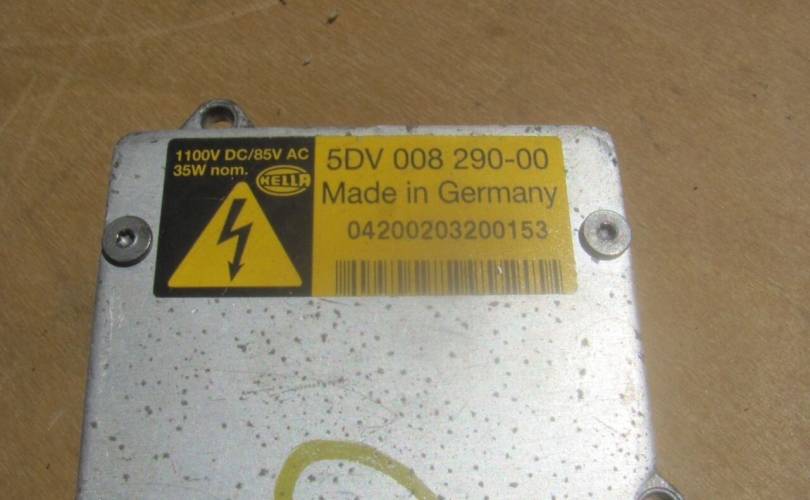 1100V DC/85V AC
35W nom.
HELLA
5DV 008 290-00
Made in Germany
04200203200153